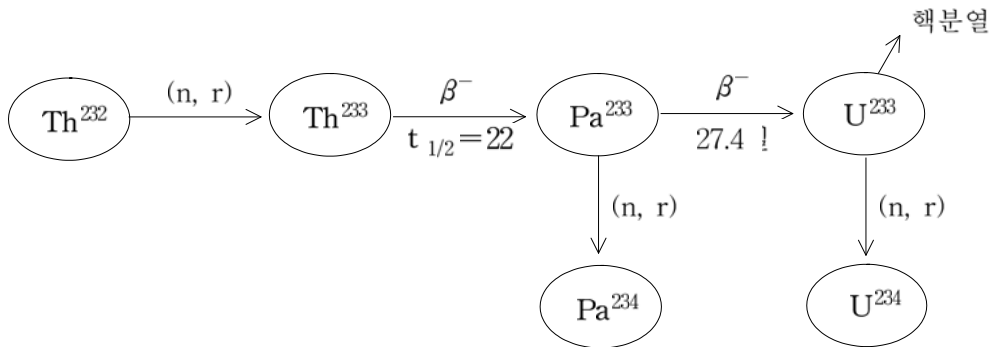 핵분열
(n, r) β⁻ β⁻
Th²³² Th²³³ Pa²³³ U²³³
t ₁/₂=22 27.4
(n, r) (n, r)
Pa²³⁴ U²³⁴